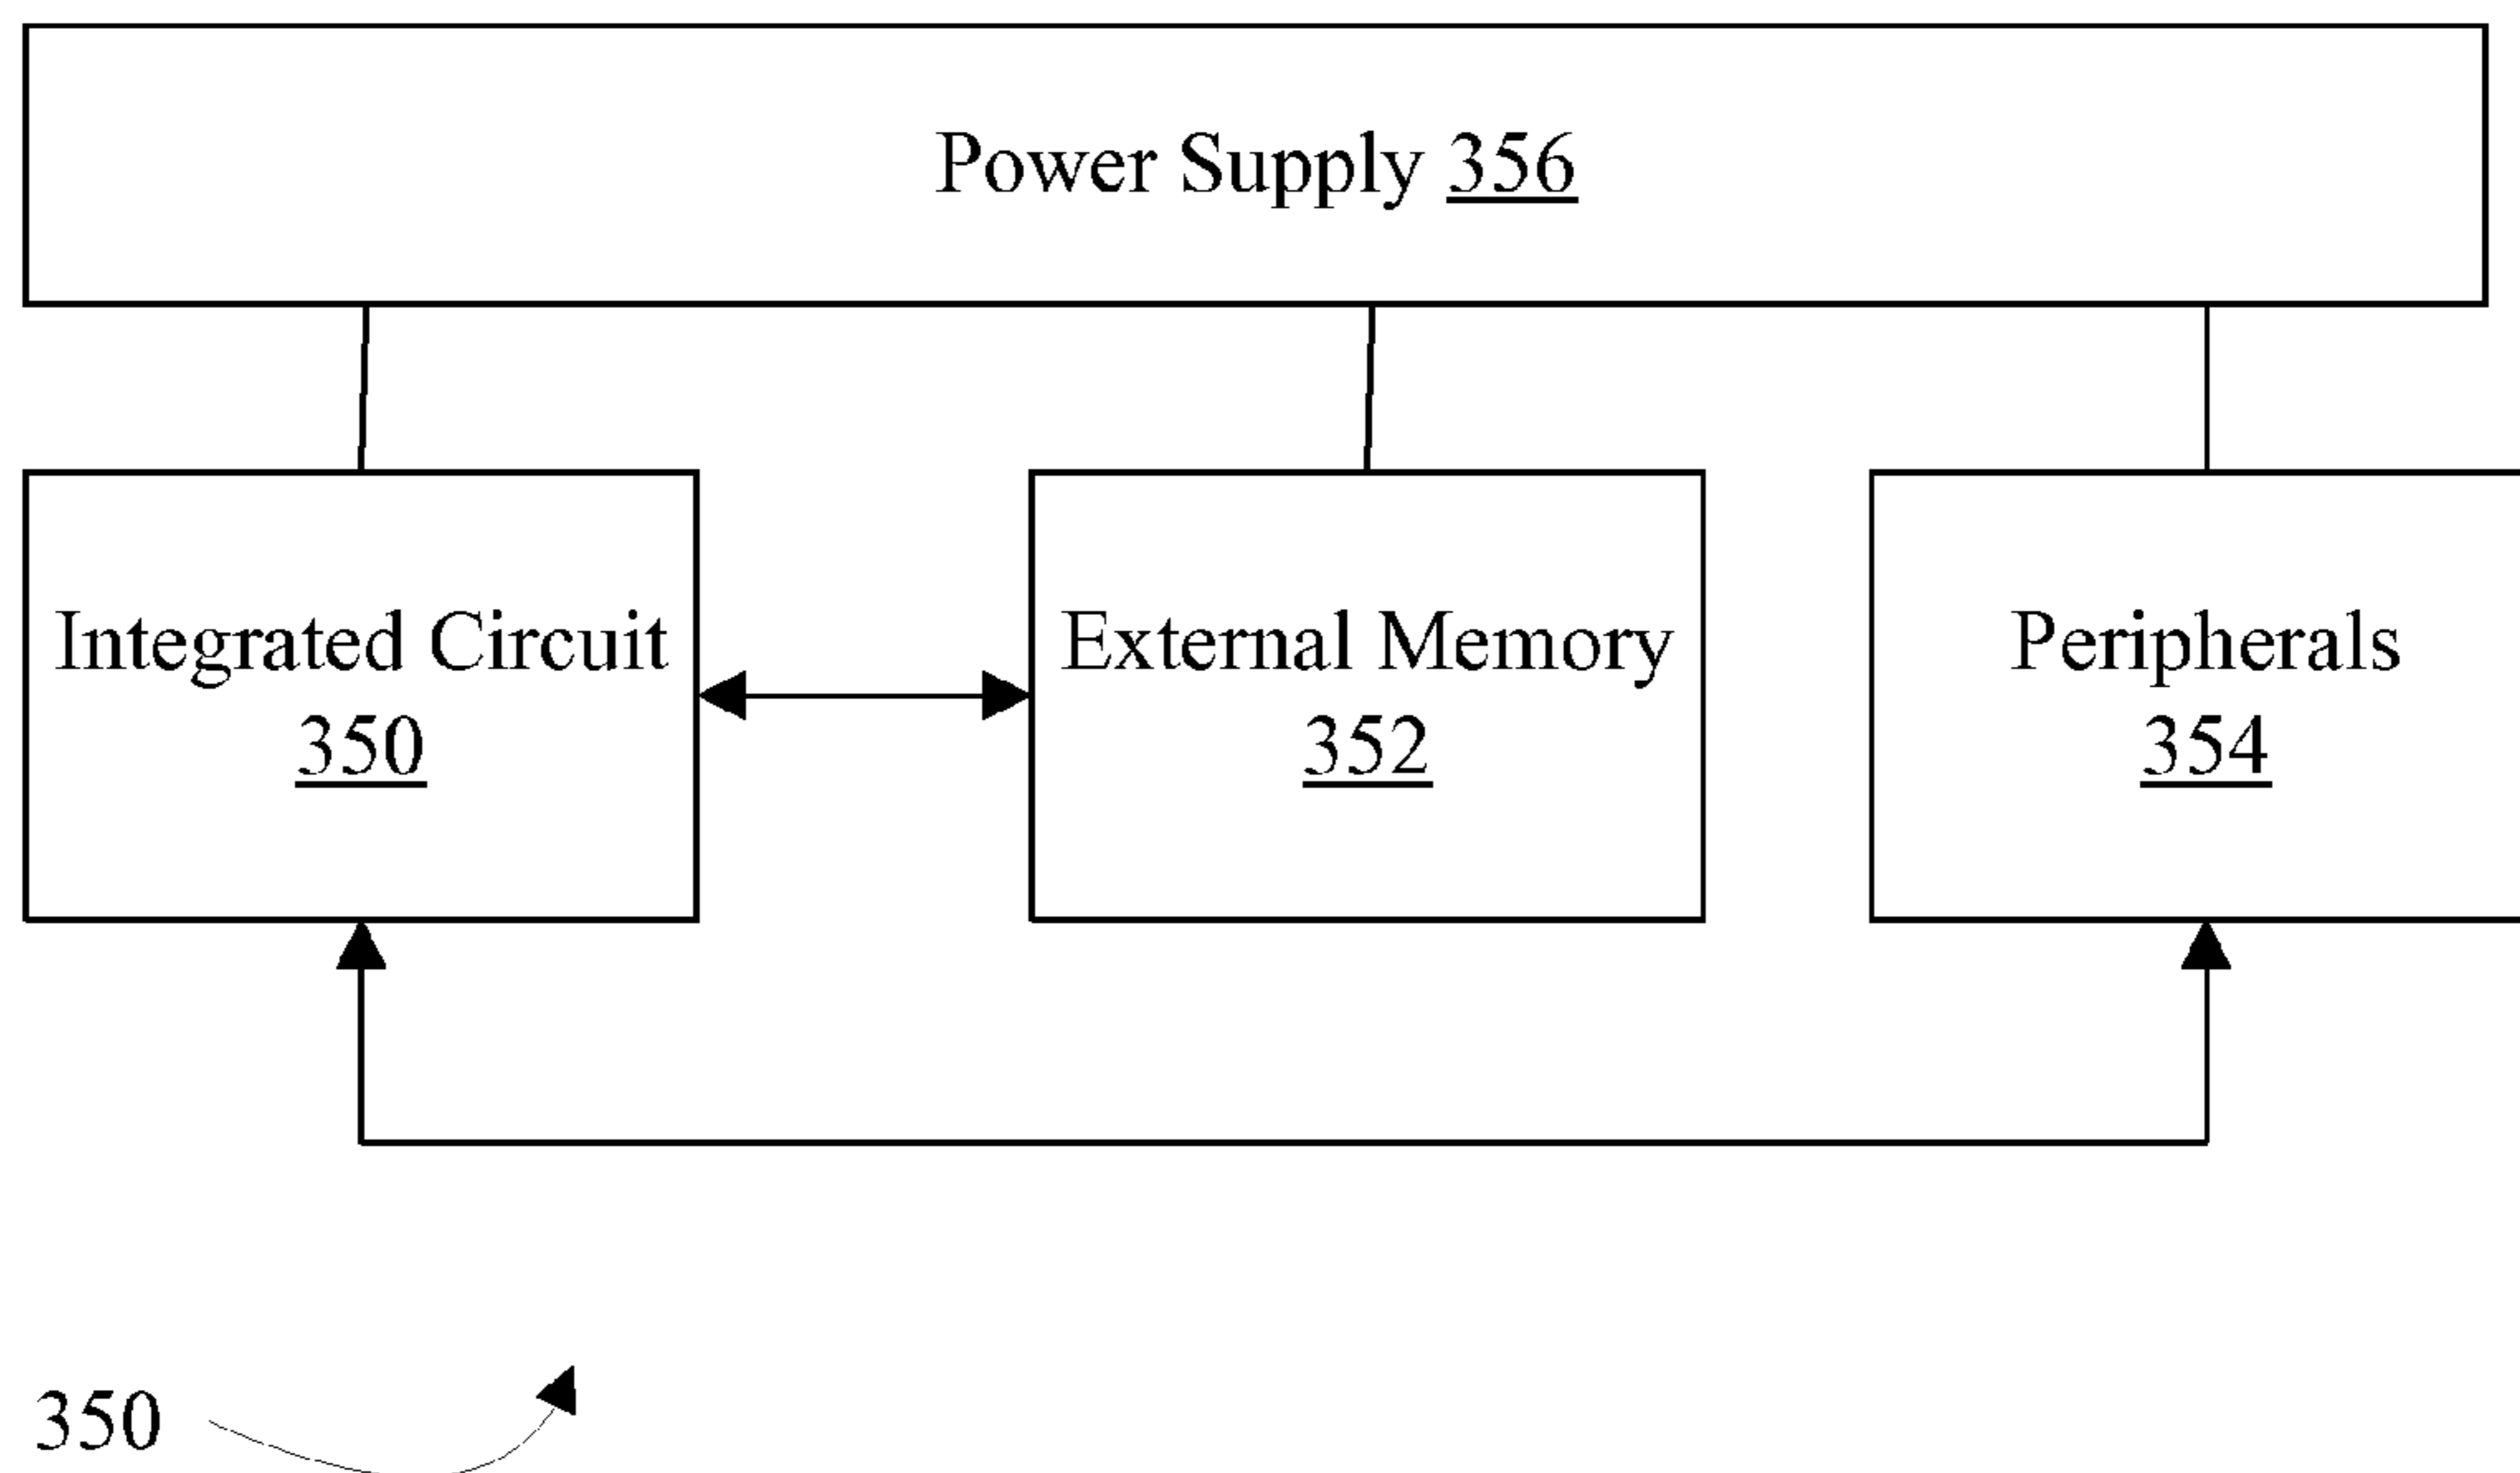 Power Supply 356
Integrated Circuit
350
External Memory
352
Peripherals
354
350